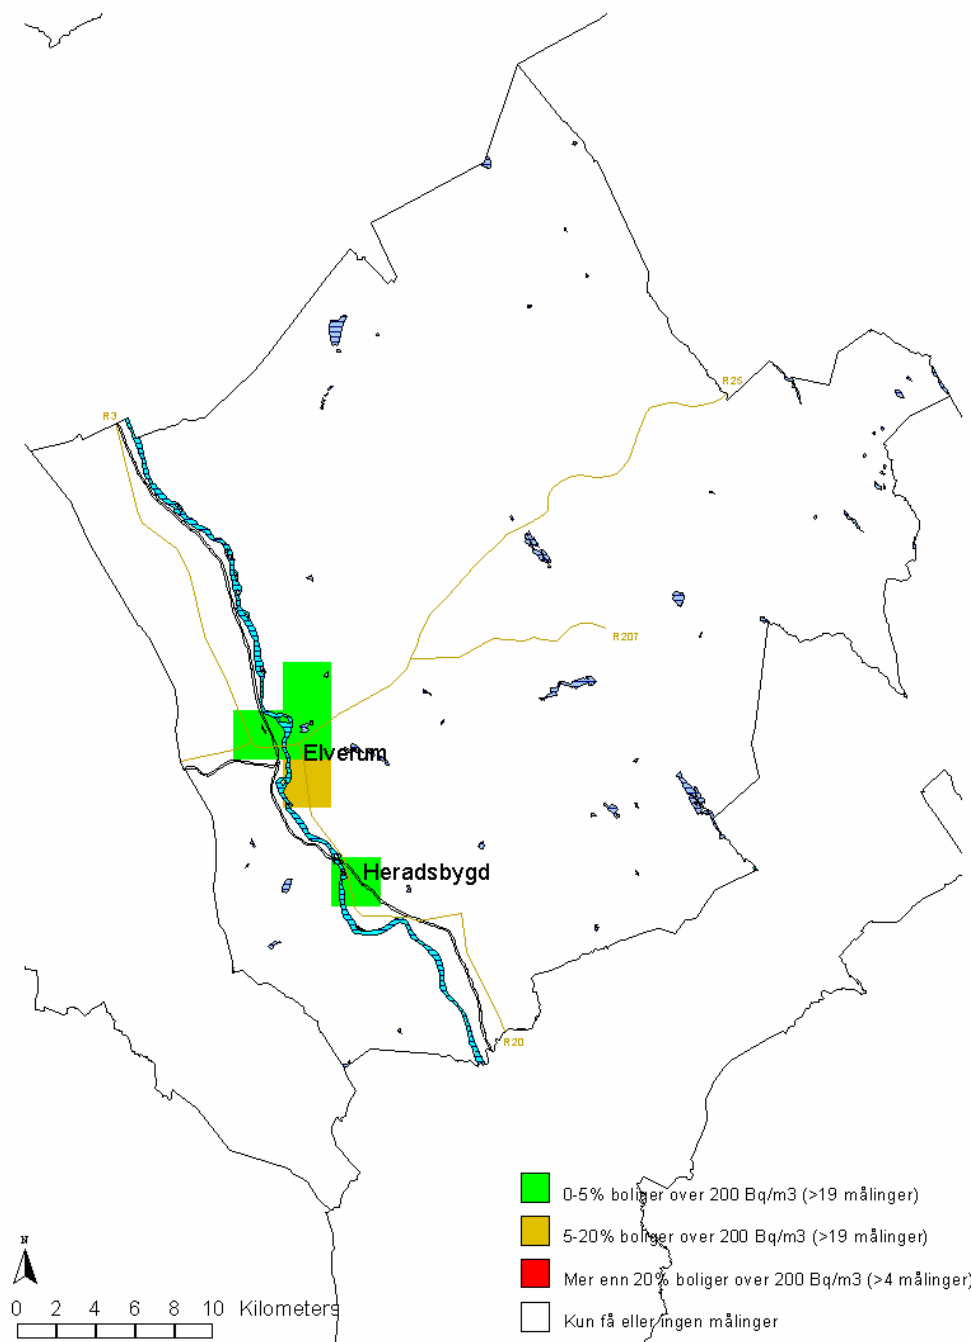 R25
R3
R207
Elverum
Heradsbygd
R20
0-5% boliger over 200 Bq/m3 (>19 målinger)
5-20% boliger over 200 Bq/m3 (>19 målinger)
Mer enn 20% boliger over 200 Bq/m3 (>4 målinger)
Kun få eller ingen målinger
N
0 2 4 6 8 10 Kilometers